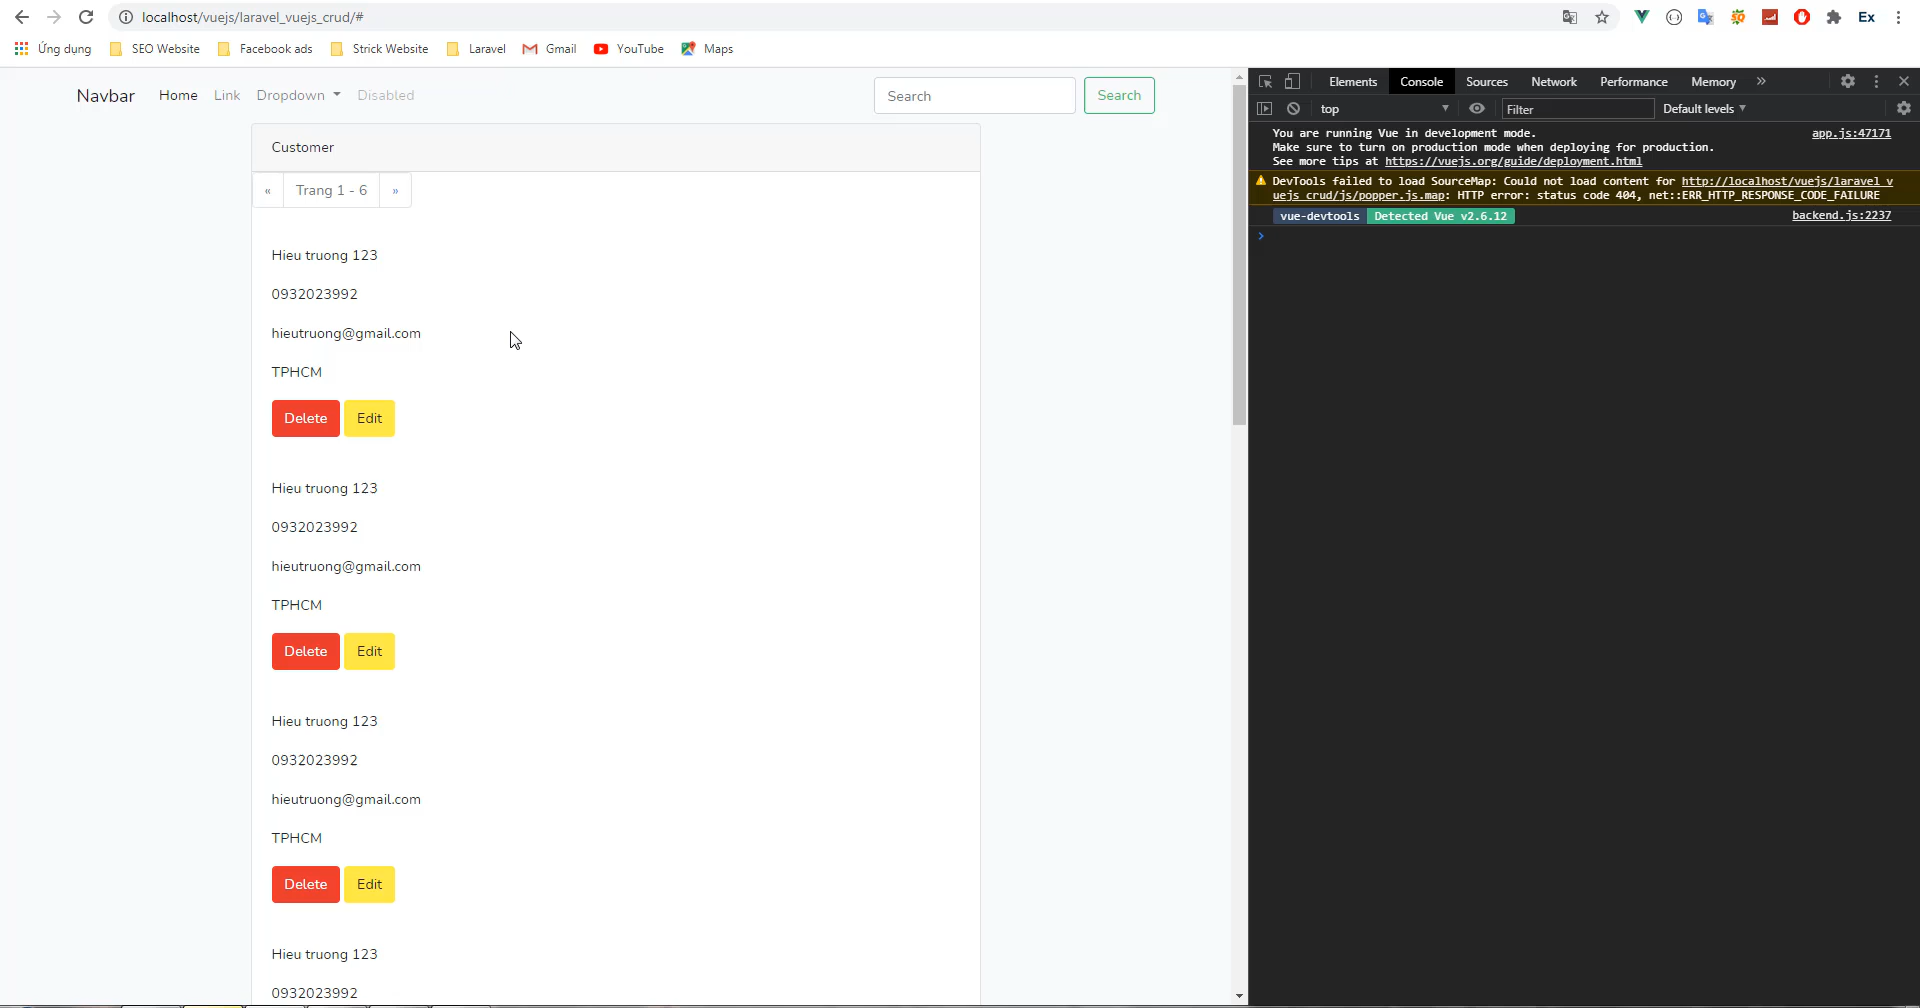 localhost/vuejs/laravel_vuejs_crud/#
Ex
Ứng dụng SEO Website Facebook ads Strick Website Laravel Gmail YouTube Maps
Navbar Home Link Dropdown Disabled Search Search
Customer
« Trang 1 - 6 »
Hieu truong 123
0932023992
hieutruong@gmail.com
TPHCM
Delete Edit
Hieu truong 123
0932023992
hieutruong@gmail.com
TPHCM
Delete Edit
Hieu truong 123
0932023992
hieutruong@gmail.com
TPHCM
Delete Edit
Hieu truong 123
0932023992
Elements Console Sources Network Performance Memory »
top Filter Default levels
You are running Vue in development mode. app.js:47171
Make sure to turn on production mode when deploying for production.
See more tips at https://vuejs.org/guide/deployment.html
DevTools failed to load SourceMap: Could not load content for http://localhost/vuejs/laravel_v
uejs_crud/js/popper.js.map: HTTP error: status code 404, net::ERR_HTTP_RESPONSE_CODE_FAILURE
vue-devtools Detected Vue v2.6.12 backend.js:2237